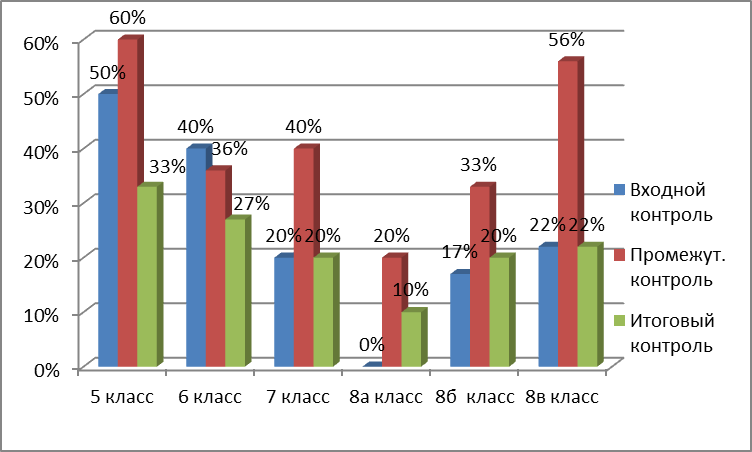 60%
60%
56%
50%
50%
40%
40%
40%
36%
33%
33%
30%
27%
20%
20%
20%
20%
17%
20%
22%
22%
10%
10%
0%
0%
5 класс
6 класс
7 класс
8а класс
8б  класс
8в класс
Входной
контроль
Промежут.
контроль
Итоговый
контроль